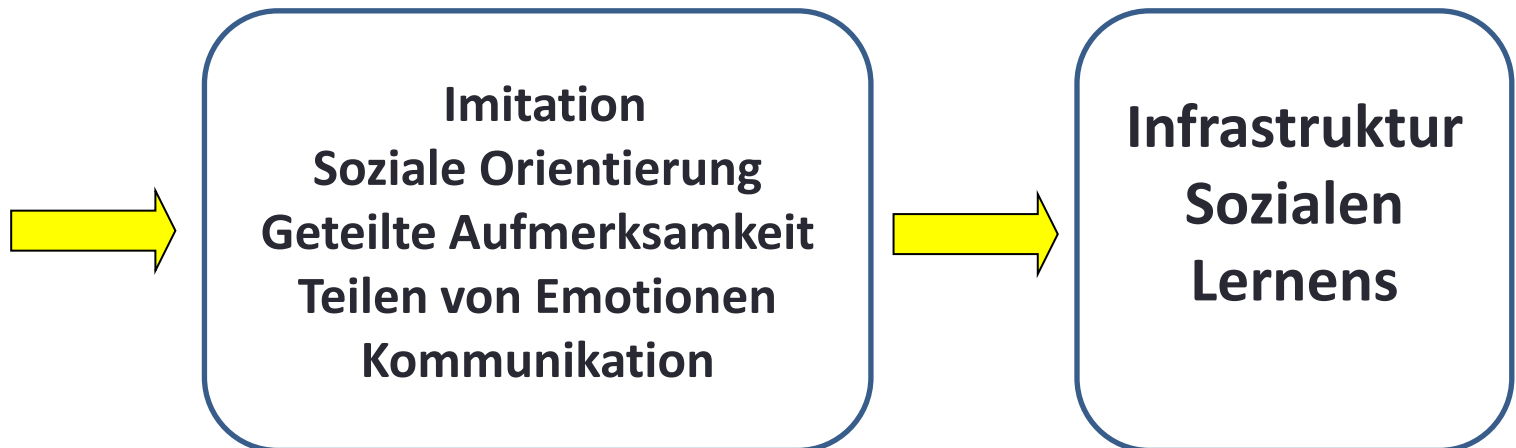 Imitation
Soziale Orientierung
Geteilte Aufmerksamkeit
Teilen von Emotionen
Kommunikation
Infrastruktur
Sozialen
Lernens